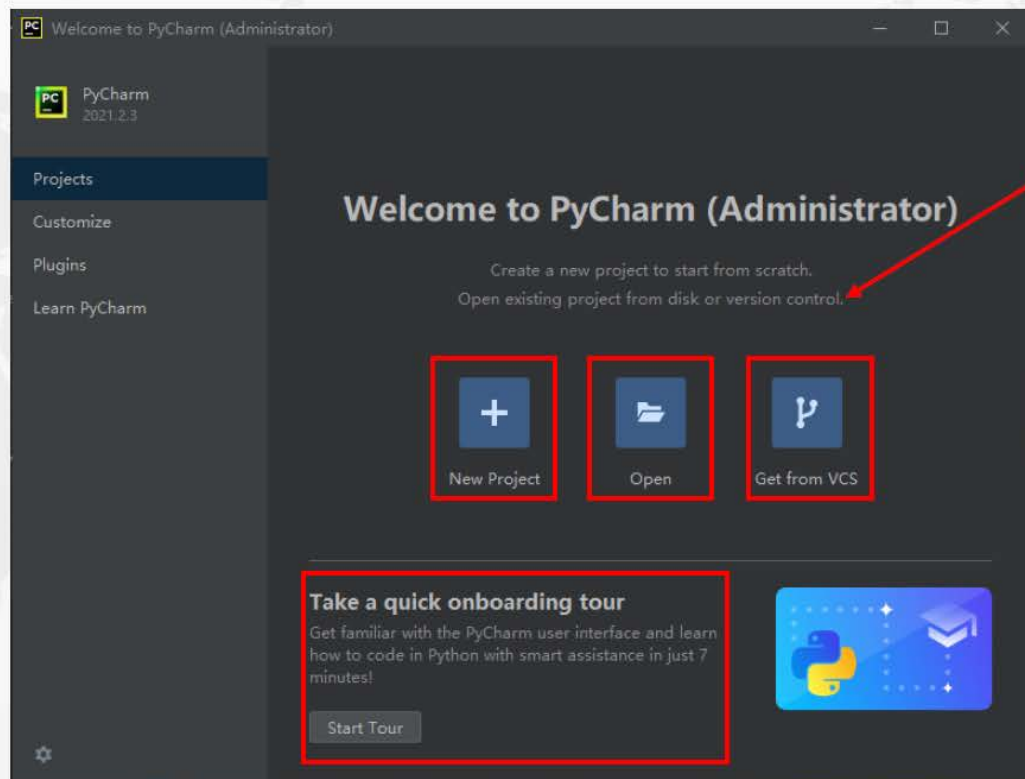 PC Welcome to PyCharm (Administrator)
PC PyCharm
2021.2.3
Projects
Customize
Plugins
Learn PyCharm
Welcome to PyCharm (Administrator)
Create a new project to start from scratch.
Open existing project from disk or version control.
New Project
Open
Get from VCS
Take a quick onboarding tour
Get familiar with the PyCharm user interface and learn
how to code in Python with smart assistance in just 7
minutes!
Start Tour